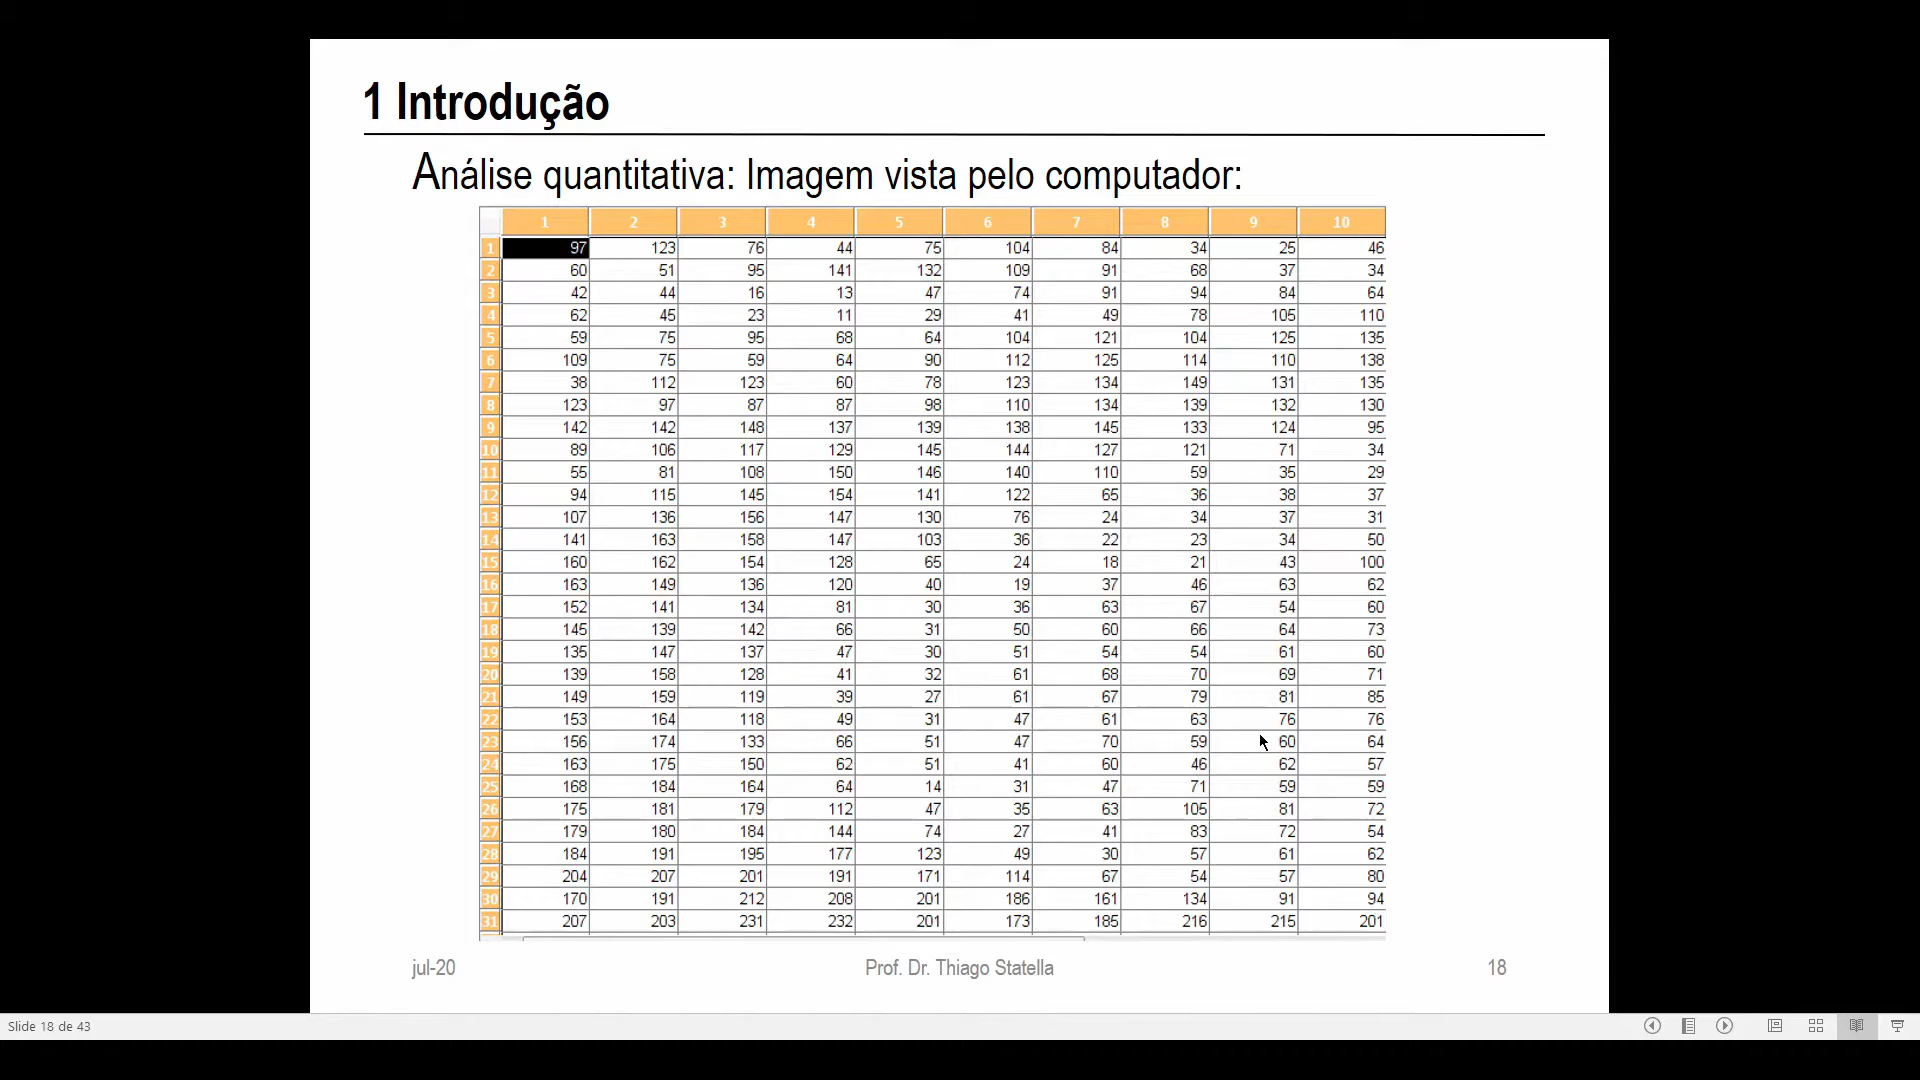 1 Introdução
Análise quantitativa: Imagem vista pelo computador:
1 2 3 4 5 6 7 8 9 10
1 97 123 76 44 75 104 84 34 25 46
2 60 51 95 141 132 109 91 68 37 34
3 42 44 16 13 47 74 91 94 84 64
4 62 45 23 11 29 41 49 78 105 110
5 59 75 95 68 64 104 121 104 125 135
6 109 75 59 64 90 112 125 114 110 138
7 38 112 123 60 78 123 134 149 131 135
8 123 97 87 87 98 110 134 139 132 130
9 142 142 148 137 139 138 145 133 124 95
10 89 106 117 129 145 144 127 121 71 34
11 55 81 108 150 146 140 110 59 35 29
12 94 115 145 154 141 122 65 36 38 37
13 107 136 156 147 130 76 24 34 37 31
14 141 163 158 147 103 36 22 23 34 50
15 160 162 154 128 65 24 18 21 43 100
16 163 149 136 120 40 19 37 46 63 62
17 152 141 134 81 30 36 63 67 54 60
18 145 139 142 66 31 50 60 66 64 73
19 135 147 137 47 30 51 54 54 61 60
20 139 158 128 41 32 61 68 70 69 71
21 149 159 119 39 27 61 67 79 81 85
22 153 164 118 49 31 47 61 63 76 76
23 156 174 133 66 51 47 70 59 60 64
24 163 175 150 62 51 41 60 46 62 57
25 168 184 164 64 14 31 47 71 59 59
26 175 181 179 112 47 35 63 105 81 72
27 179 180 184 144 74 27 41 83 72 54
28 184 191 195 177 123 49 30 57 61 62
29 204 207 201 191 171 114 67 54 57 80
30 170 191 212 208 201 186 161 134 91 94
31 207 203 231 232 201 173 185 216 215 201
jul-20 Prof. Dr. Thiago Statella 18
Slide 18 de 43